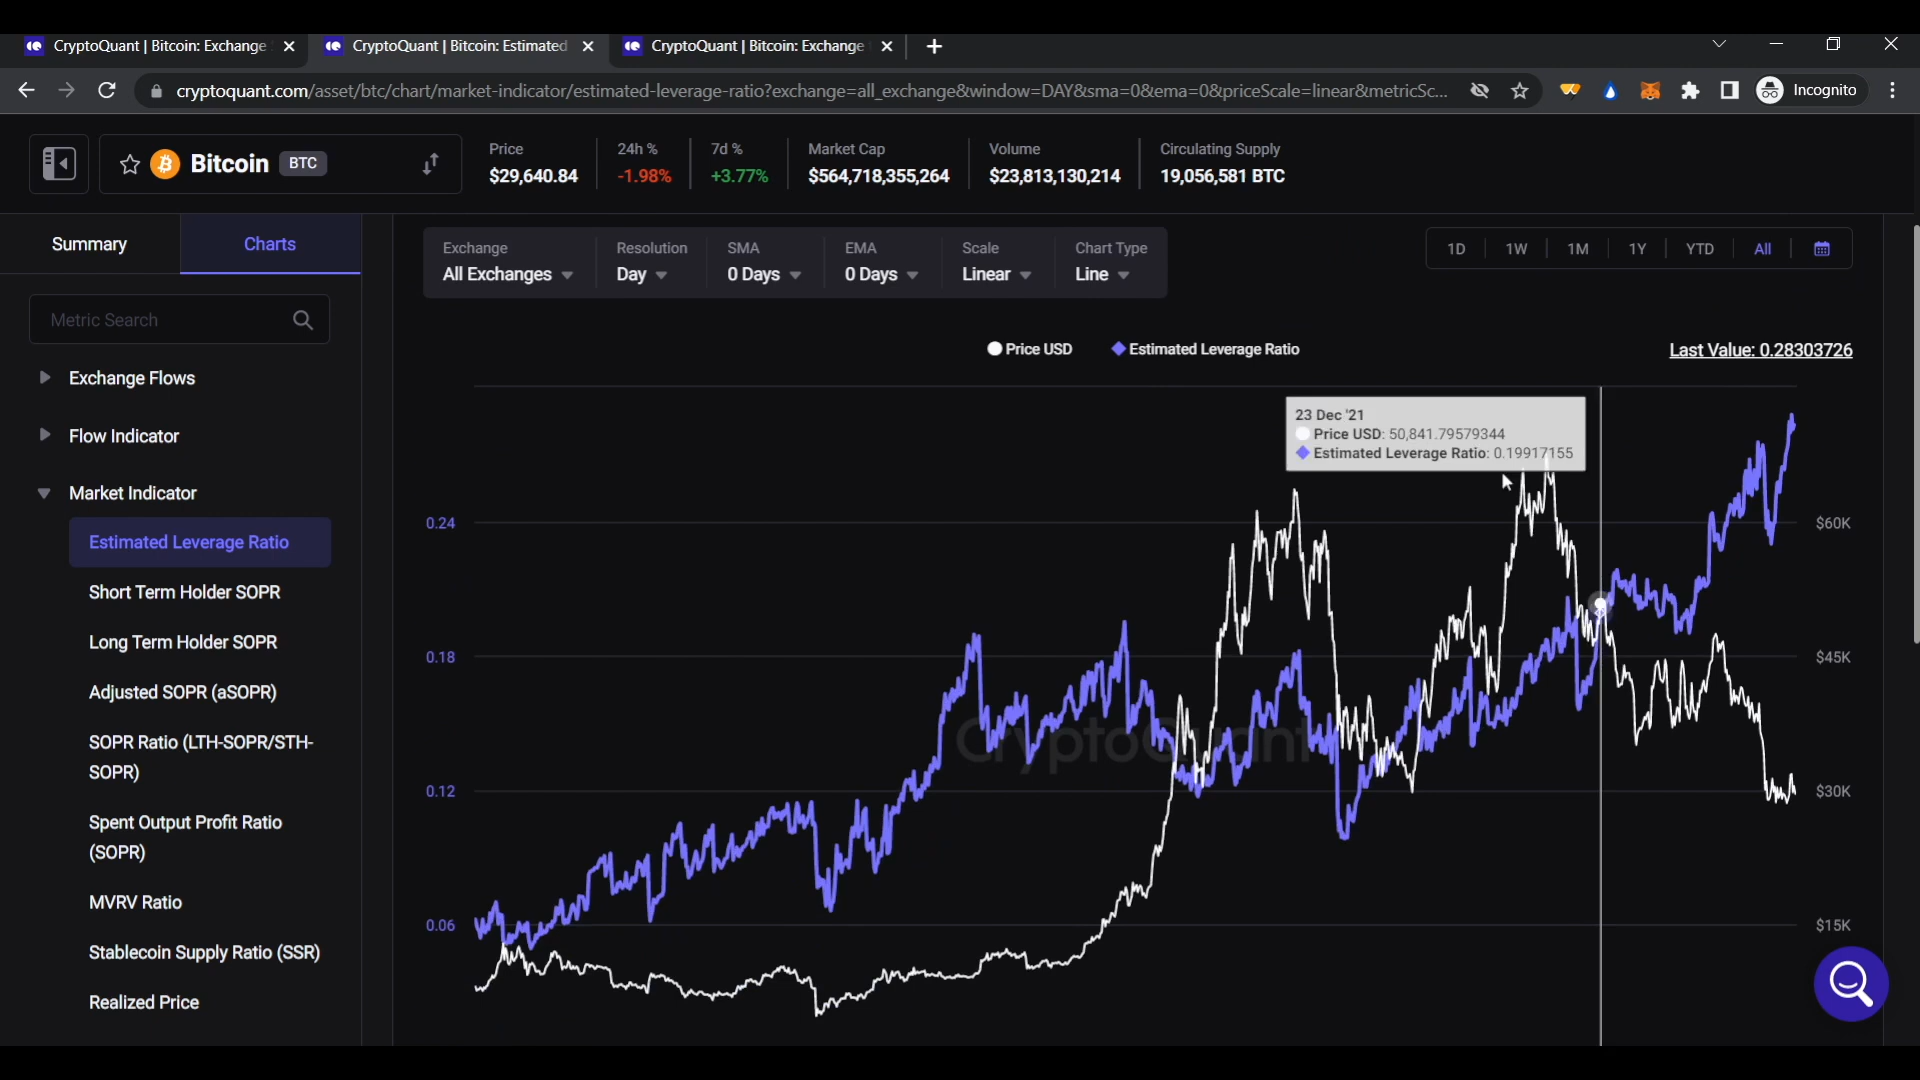 CryptoQuant | Bitcoin: Exchange
CryptoQuant | Bitcoin: Estimated
CryptoQuant | Bitcoin: Exchange
cryptoquant.com/asset/btc/chart/market-indicator/estimated-leverage-ratio?exchange=all_exchange&window=DAY&sma=0&ema=0&priceScale=linear&metricSc...
Incognito
Bitcoin BTC
Price
$29,640.84
24h %
-1.98%
7d %
+3.77%
Market Cap
$564,718,355,264
Volume
$23,813,130,214
Circulating Supply
19,056,581 BTC
Summary
Charts
Metric Search
Exchange Flows
Flow Indicator
Market Indicator
Estimated Leverage Ratio
Short Term Holder SOPR
Long Term Holder SOPR
Adjusted SOPR (aSOPR)
SOPR Ratio (LTH-SOPR/STH-
SOPR)
Spent Output Profit Ratio
(SOPR)
MVRV Ratio
Stablecoin Supply Ratio (SSR)
Realized Price
Exchange
All Exchanges
Resolution
Day
SMA
0 Days
EMA
0 Days
Scale
Linear
Chart Type
Line
1D
1W
1M
1Y
YTD
All
Price USD
Estimated Leverage Ratio
Last Value: 0.28303726
23 Dec '21
Price USD: 50,841.79579344
Estimated Leverage Ratio: 0.19917155
0.24
0.18
0.12
0.06
$60K
$45K
$30K
$15K
CryptoQuant